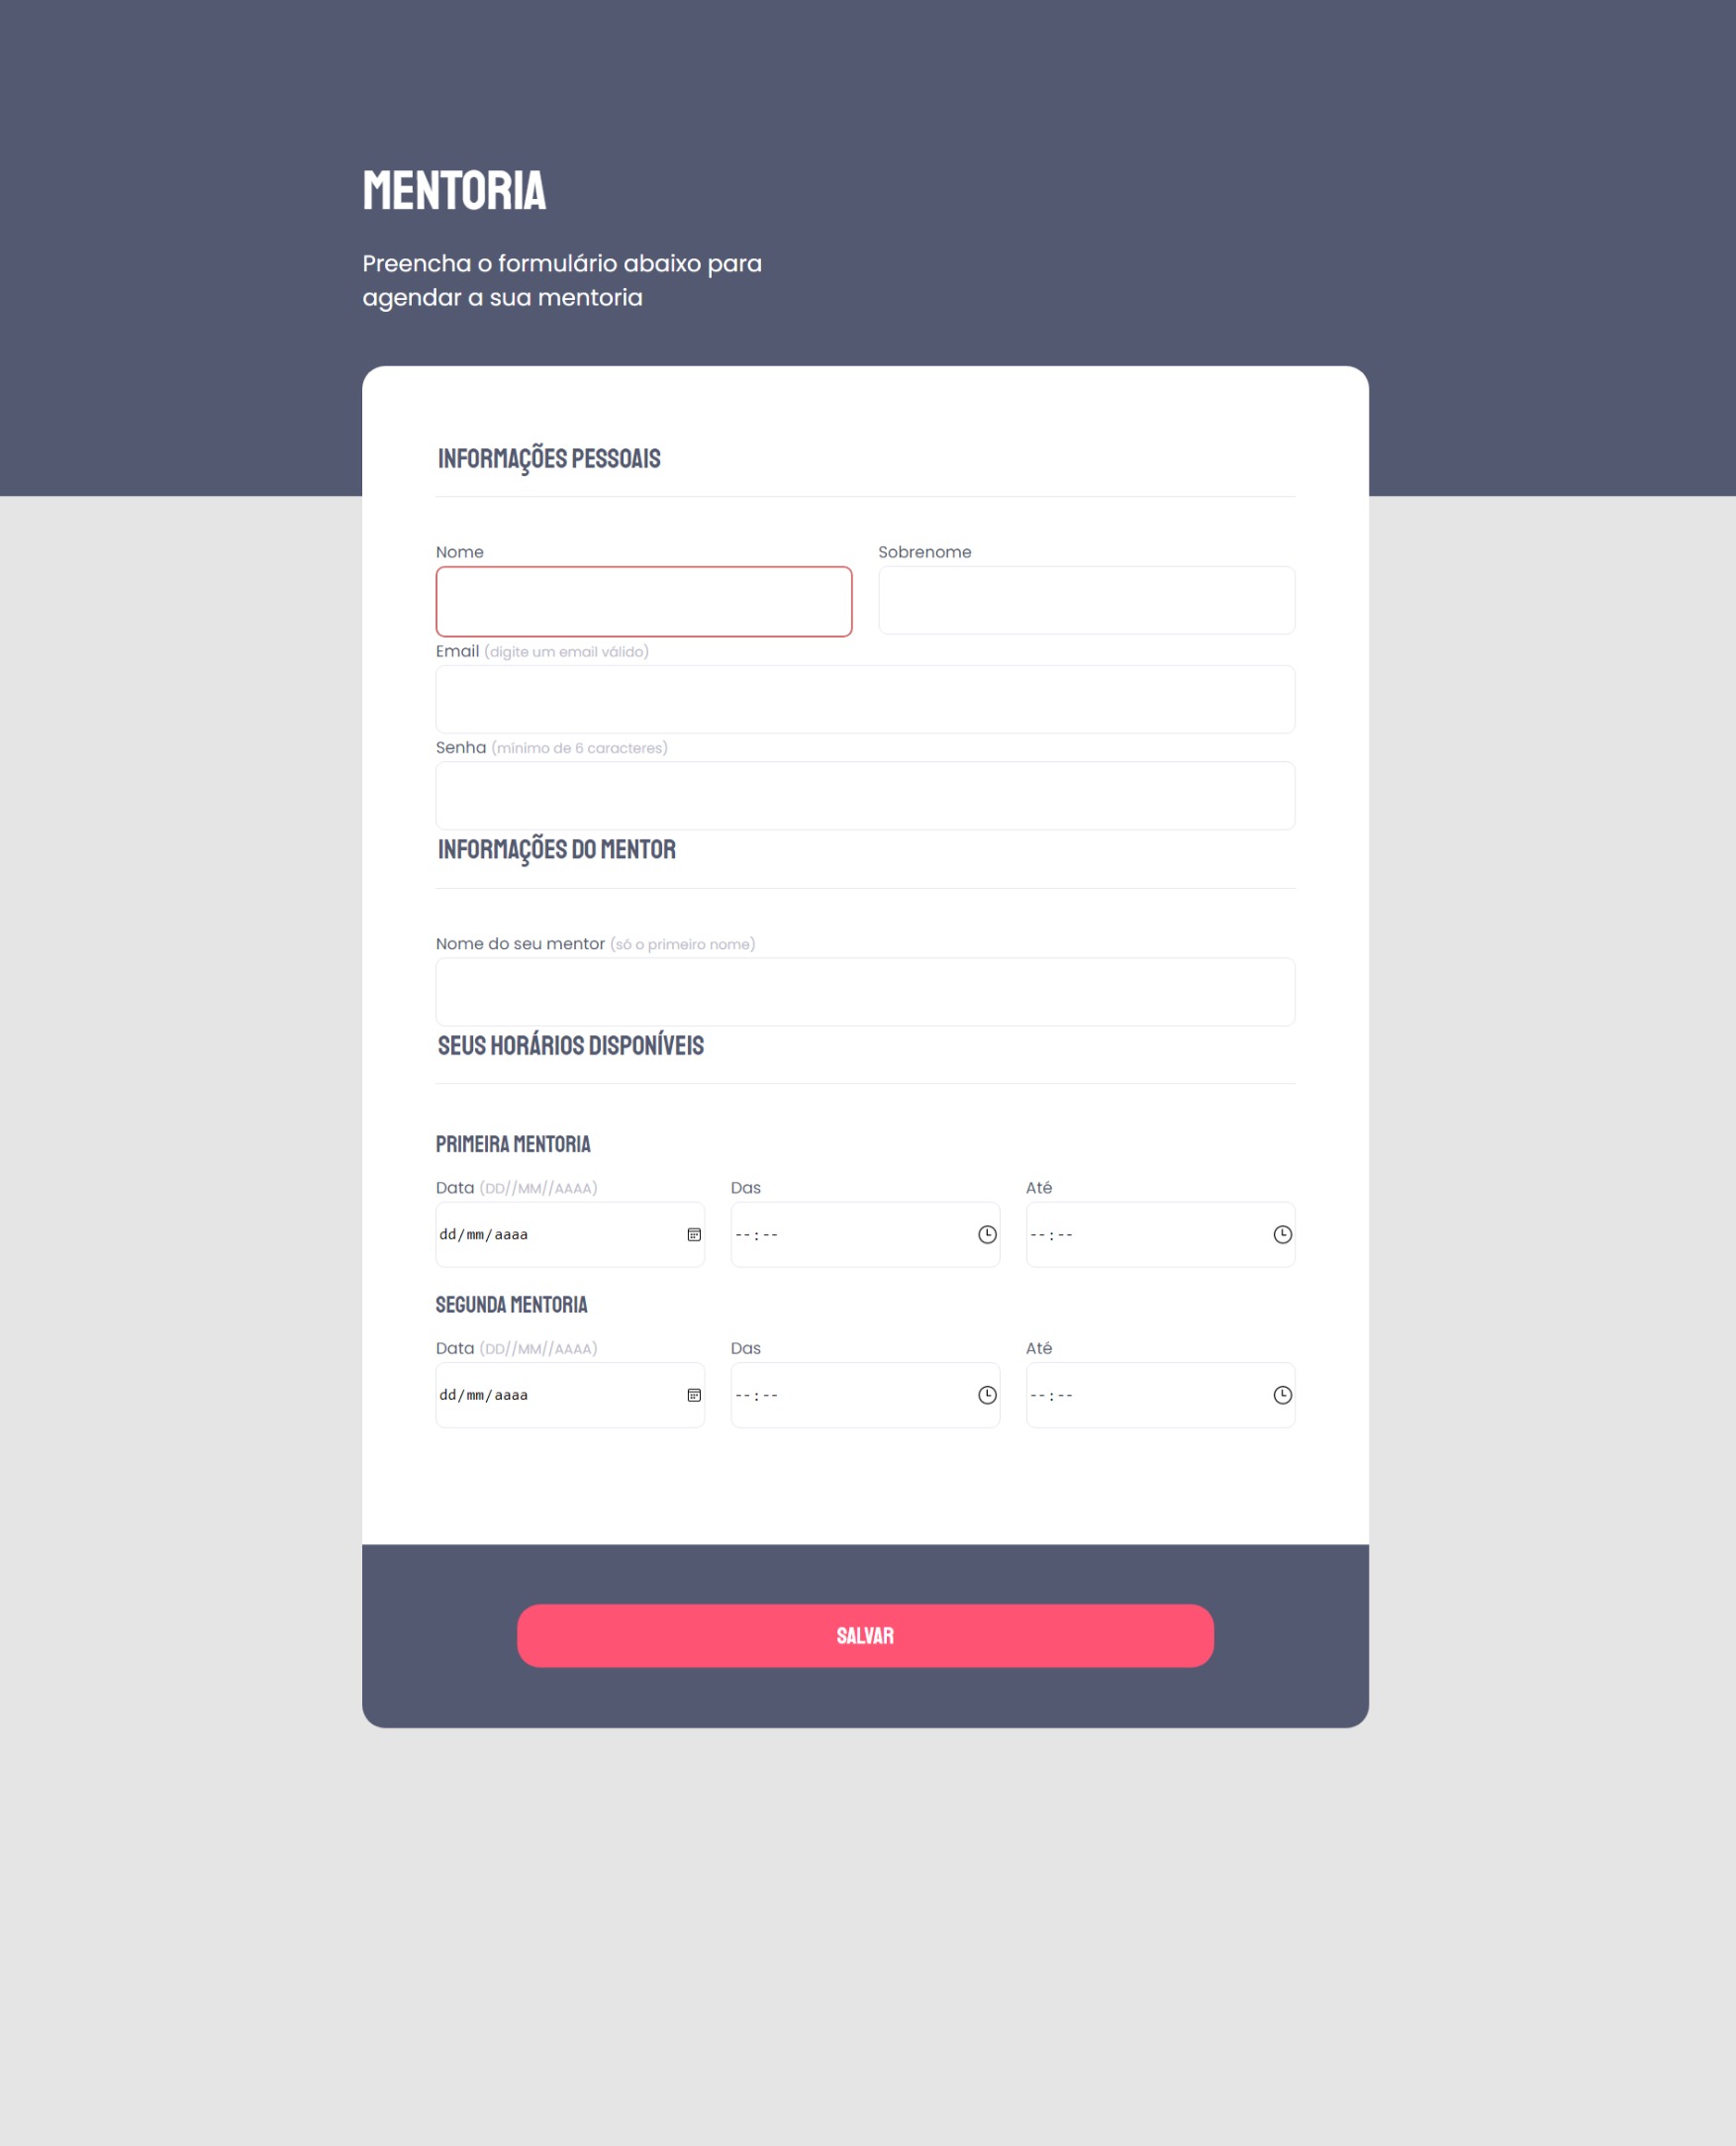 MENTORIA
Preencha o formulário abaixo para
agendar a sua mentoria
INFORMAÇÕES PESSOAIS
Nome Sobrenome
Email (digite um email válido)
Senha (mínimo de 6 caracteres)
INFORMAÇÕES DO MENTOR
Nome do seu mentor (só o primeiro nome)
SEUS HORÁRIOS DISPONÍVEIS
PRIMEIRA MENTORIA
Data (DD//MM//AAAA) Das Até
dd/mm/aaaa --:-- --:--
SEGUNDA MENTORIA
Data (DD//MM//AAAA) Das Até
dd/mm/aaaa --:-- --:--
SALVAR